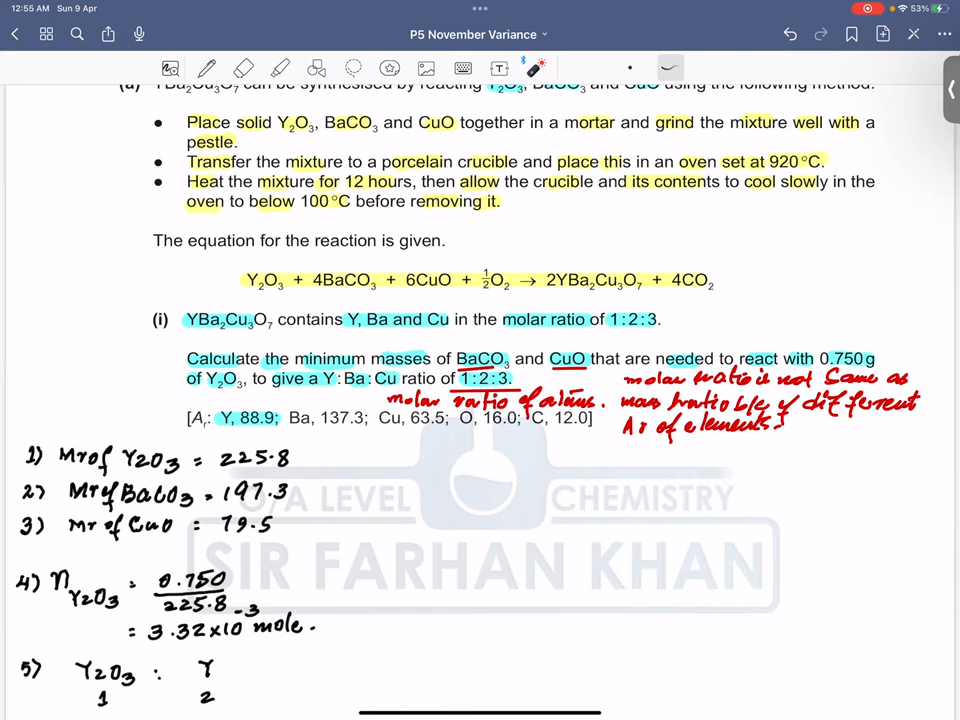 12:55 AM Sun 9 Apr
53%
P5 November Variance
(a) YBa₂Cu₃O₇ can be synthesised by reacting Y₂O₃, BaCO₃ and CuO using the following method.
• Place solid Y₂O₃, BaCO₃ and CuO together in a mortar and grind the mixture well with a
pestle.
• Transfer the mixture to a porcelain crucible and place this in an oven set at 920 °C.
• Heat the mixture for 12 hours, then allow the crucible and its contents to cool slowly in the
oven to below 100 °C before removing it.
The equation for the reaction is given.
Y₂O₃ + 4BaCO₃ + 6CuO + ½O₂ → 2YBa₂Cu₃O₇ + 4CO₂
(i) YBa₂Cu₃O₇ contains Y, Ba and Cu in the molar ratio of 1 : 2 : 3.
Calculate the minimum masses of BaCO₃ and CuO that are needed to react with 0.750 g
of Y₂O₃, to give a Y : Ba : Cu ratio of 1 : 2 : 3.
molar ratio is not same as
molar ratio of atoms.
mass ratio b/c of different
Ar of elements.
[Aᵣ: Y, 88.9; Ba, 137.3; Cu, 63.5; O, 16.0; C, 12.0]
1) Mr of Y₂O₃ = 225.8
2) Mr of BaCO₃ = 197.3
3) Mr of CuO = 79.5
O/A LEVEL CHEMISTRY
SIR FARHAN KHAN
4) n Y₂O₃ = 0.750
225.8
= 3.32×10⁻³ mole.
5) Y₂O₃ : Y
1 2